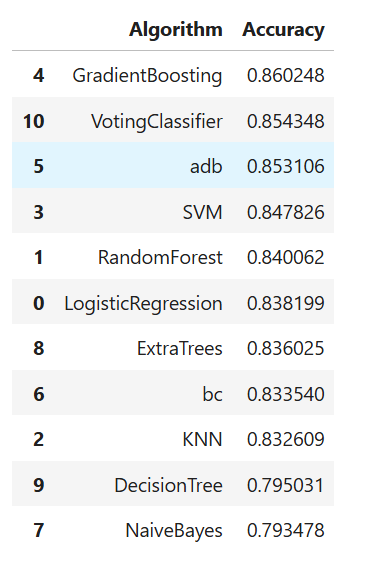 Algorithm Accuracy
4 GradientBoosting 0.860248
10 VotingClassifier 0.854348
5 adb 0.853106
3 SVM 0.847826
1 RandomForest 0.840062
0 LogisticRegression 0.838199
8 ExtraTrees 0.836025
6 bc 0.833540
2 KNN 0.832609
9 DecisionTree 0.795031
7 NaiveBayes 0.793478